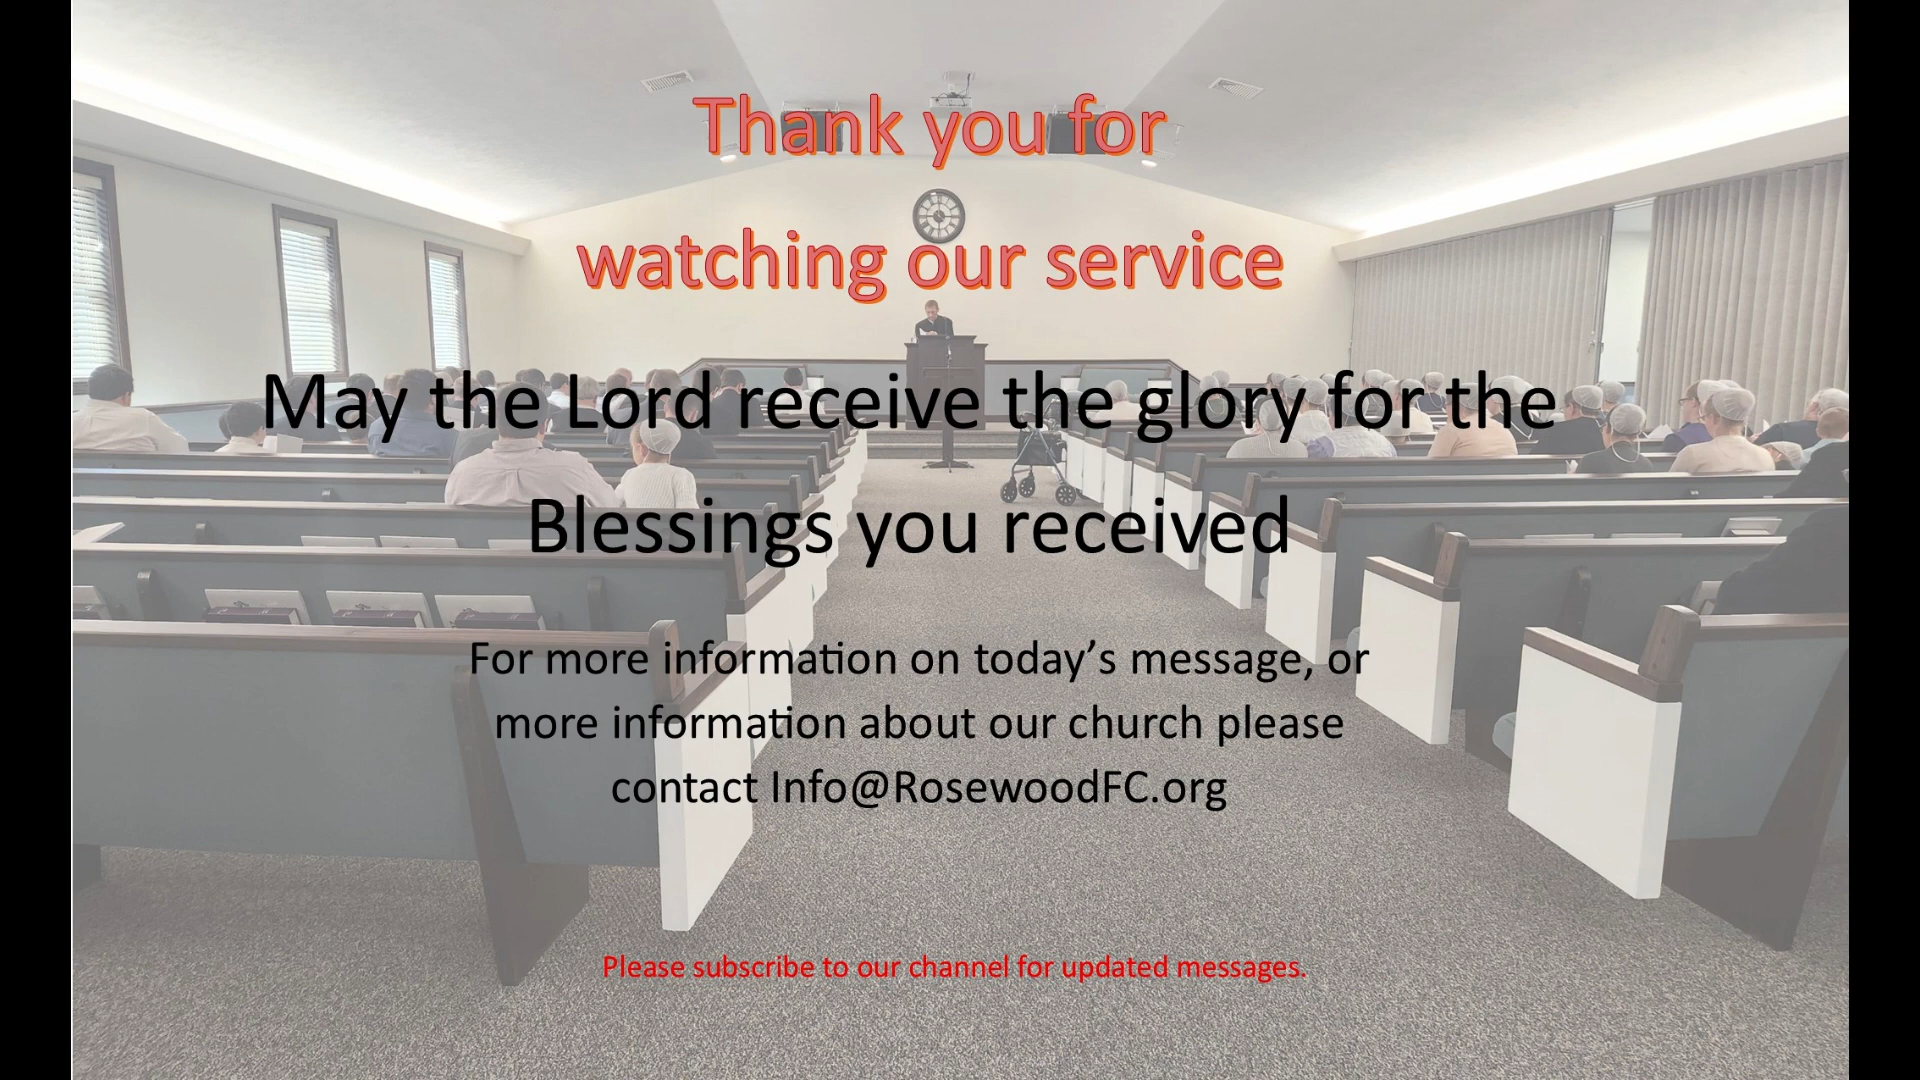 Thank you for
watching our service
May the Lord receive the glory for the
Blessings you received
For more information on today’s message, or
more information about our church please
contact Info@RosewoodFC.org
Please subscribe to our channel for updated messages.